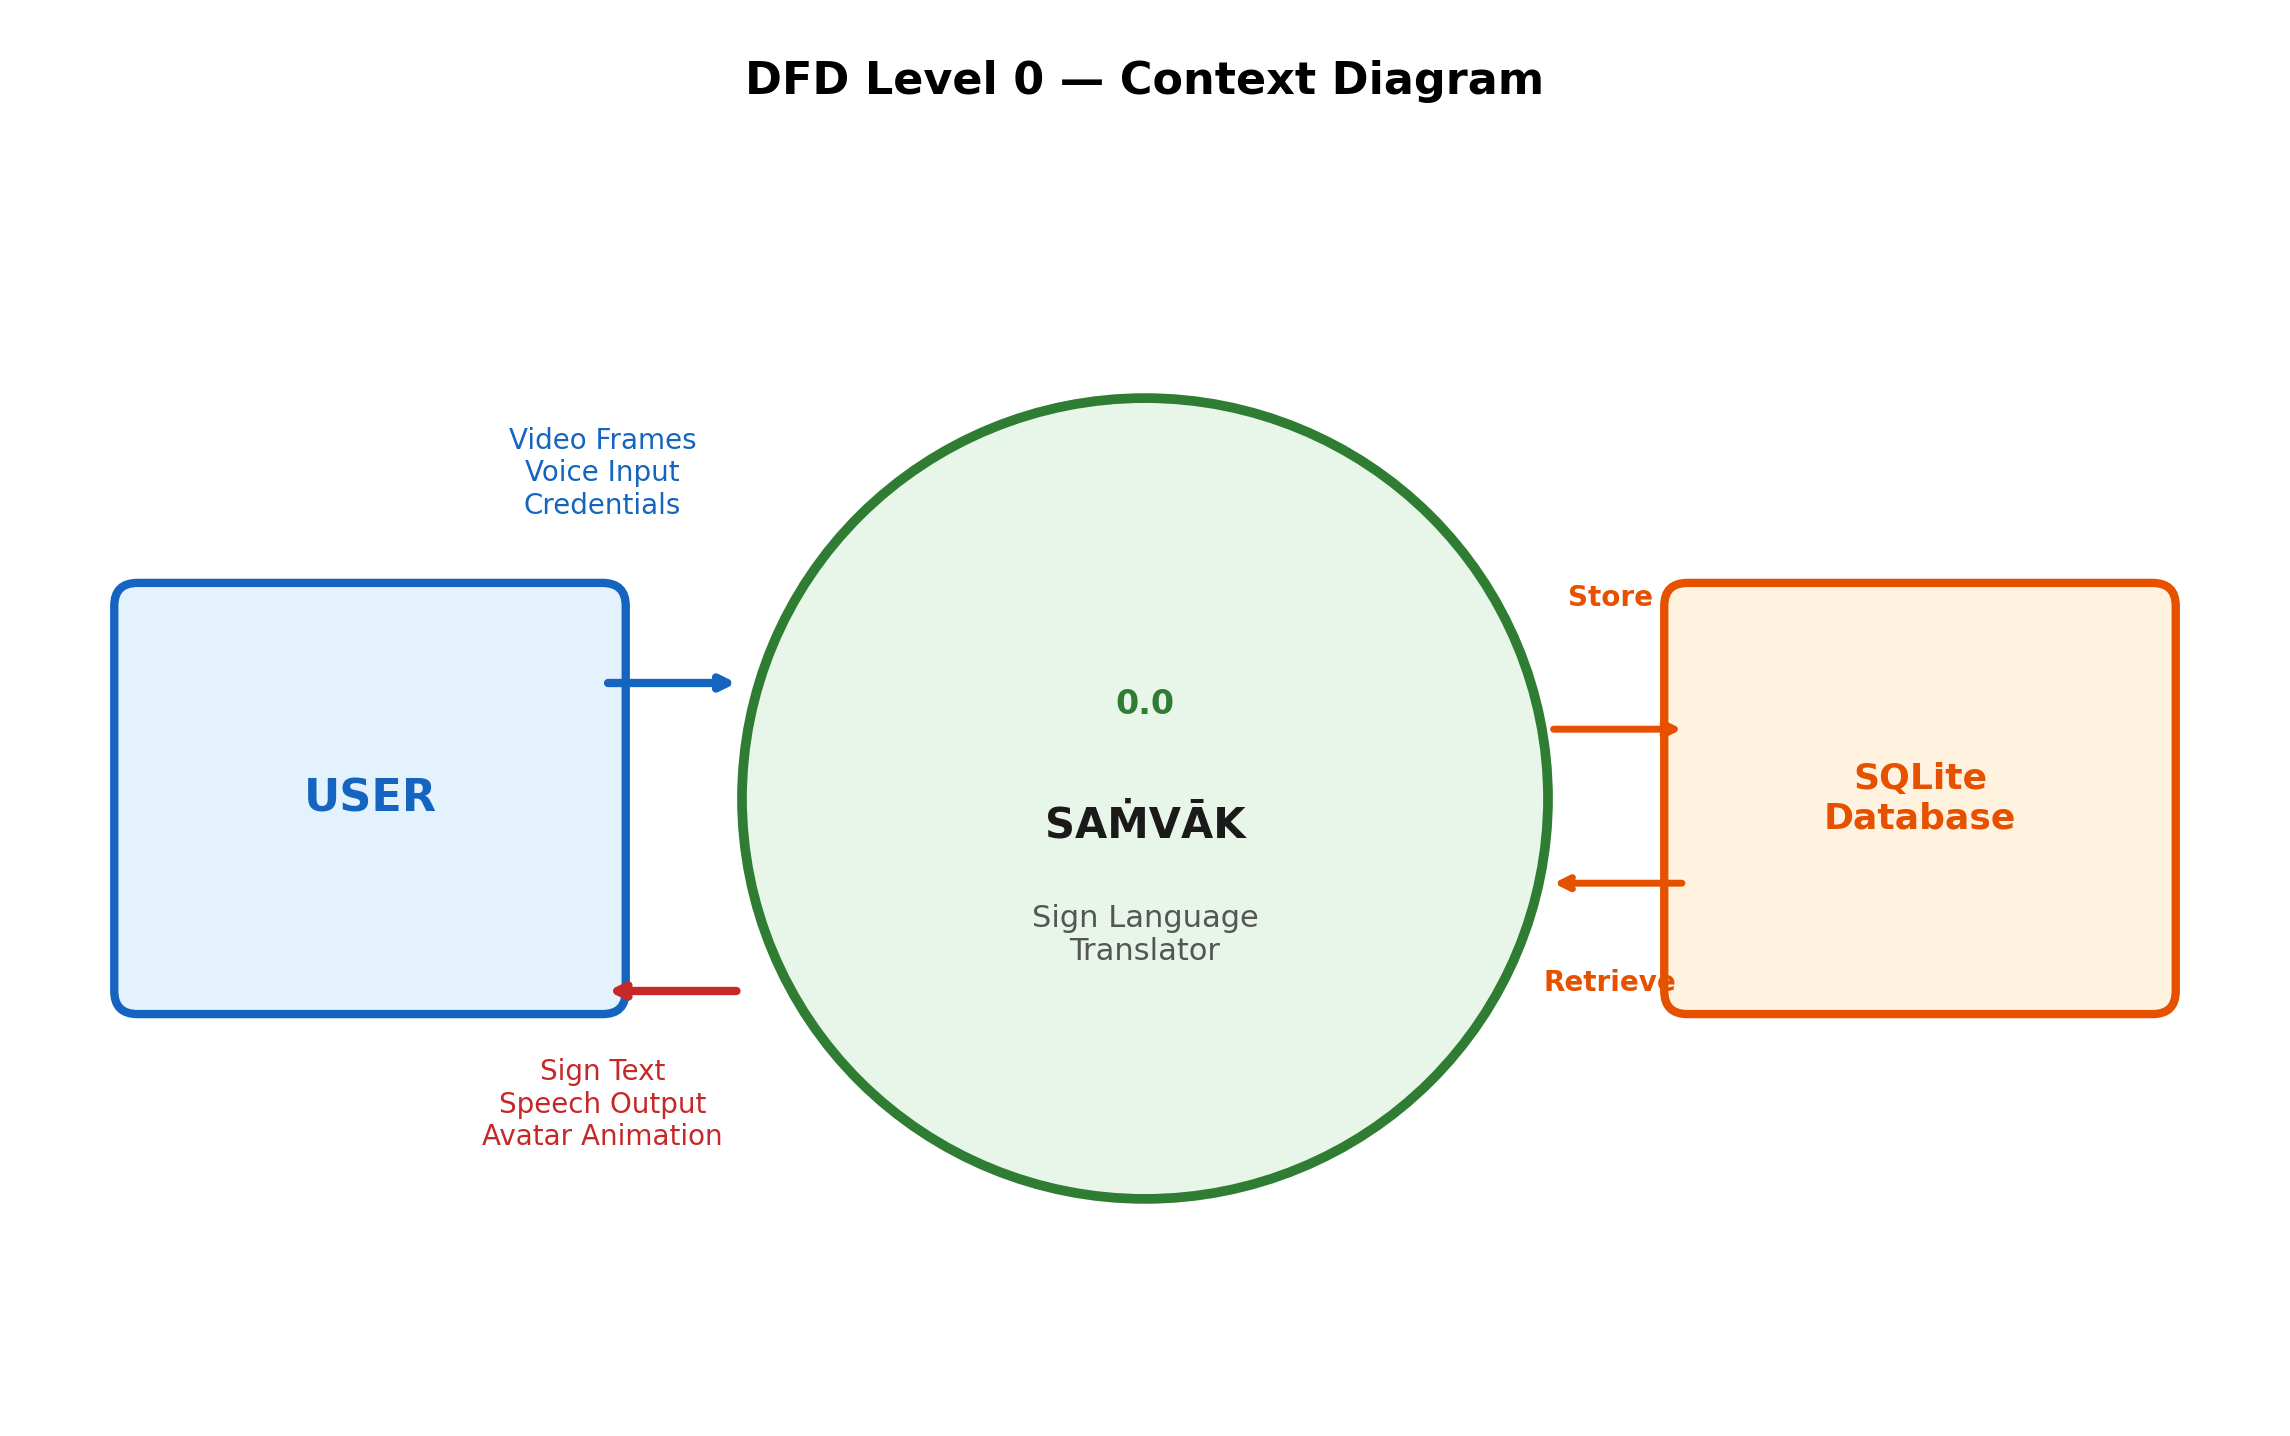 DFD Level 0 — Context Diagram
Video Frames
Voice Input
Credentials
USER
Sign Text
Speech Output
Avatar Animation
0.0
SAṀVĀK
Sign Language
Translator
Store
Retrieve
SQLite
Database